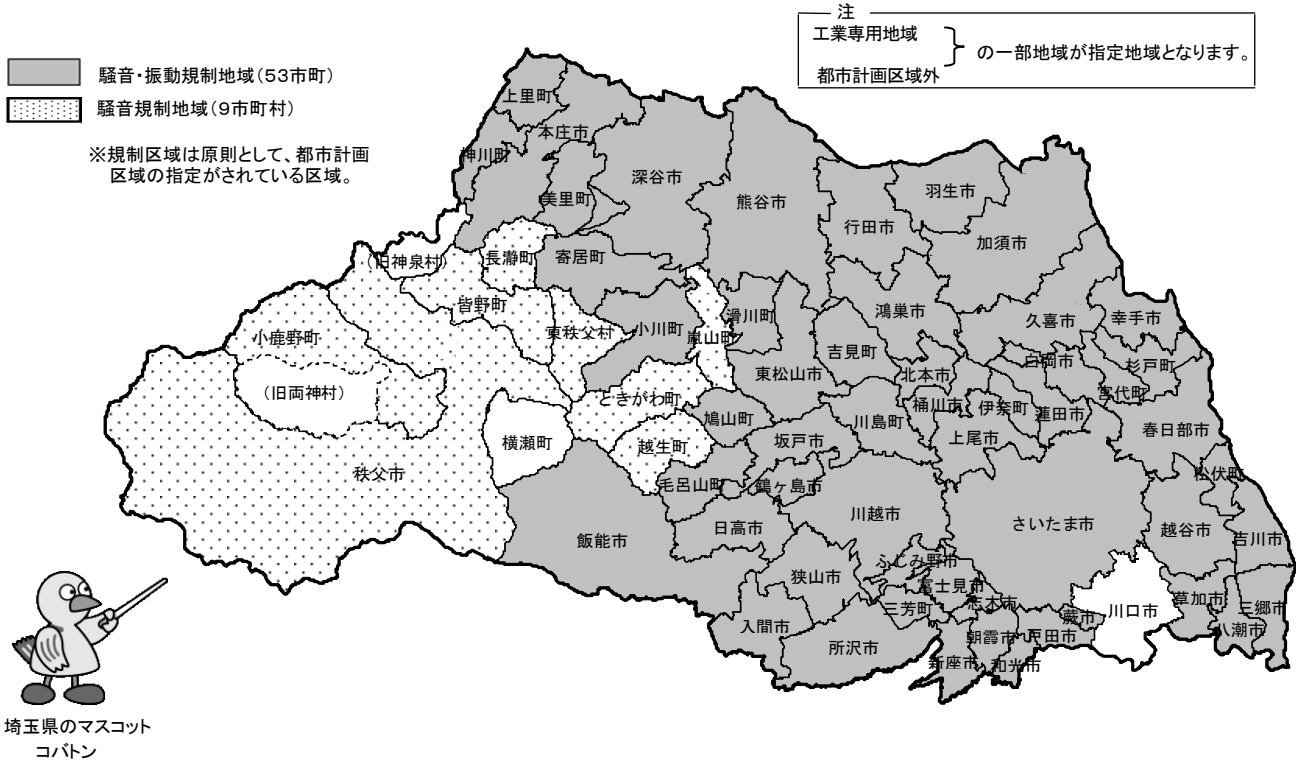 注
工業専用地域
都市計画区域外
の一部地域が指定地域となります。
騒音・振動規制地域(53市町)
騒音規制地域(9市町村)
※規制区域は原則として、都市計画
区域の指定がされている区域。
上里町
本庄市
神川町
美里町
深谷市
熊谷市
行田市
羽生市
加須市
(旧神泉村)
長瀞町
寄居町
皆野町
小鹿野町
東秩父村
小川町
嵐山町
滑川町
鴻巣市
久喜市
幸手市
吉見町
白岡市
杉戸町
(旧両神村)
東松山市
北本市
宮代町
ときがわ町
桶川市
伊奈町
蓮田市
鳩山町
川島町
春日部市
横瀬町
越生町
坂戸市
上尾市
秩父市
松伏町
毛呂山町
鶴ヶ島市
川越市
さいたま市
越谷市
吉川市
飯能市
日高市
ふじみ野市
狭山市
富士見市
三芳町
志木市
蕨市
川口市
草加市
三郷市
入間市
所沢市
朝霞市
戸田市
八潮市
新座市
和光市
埼玉県のマスコット
コバトン